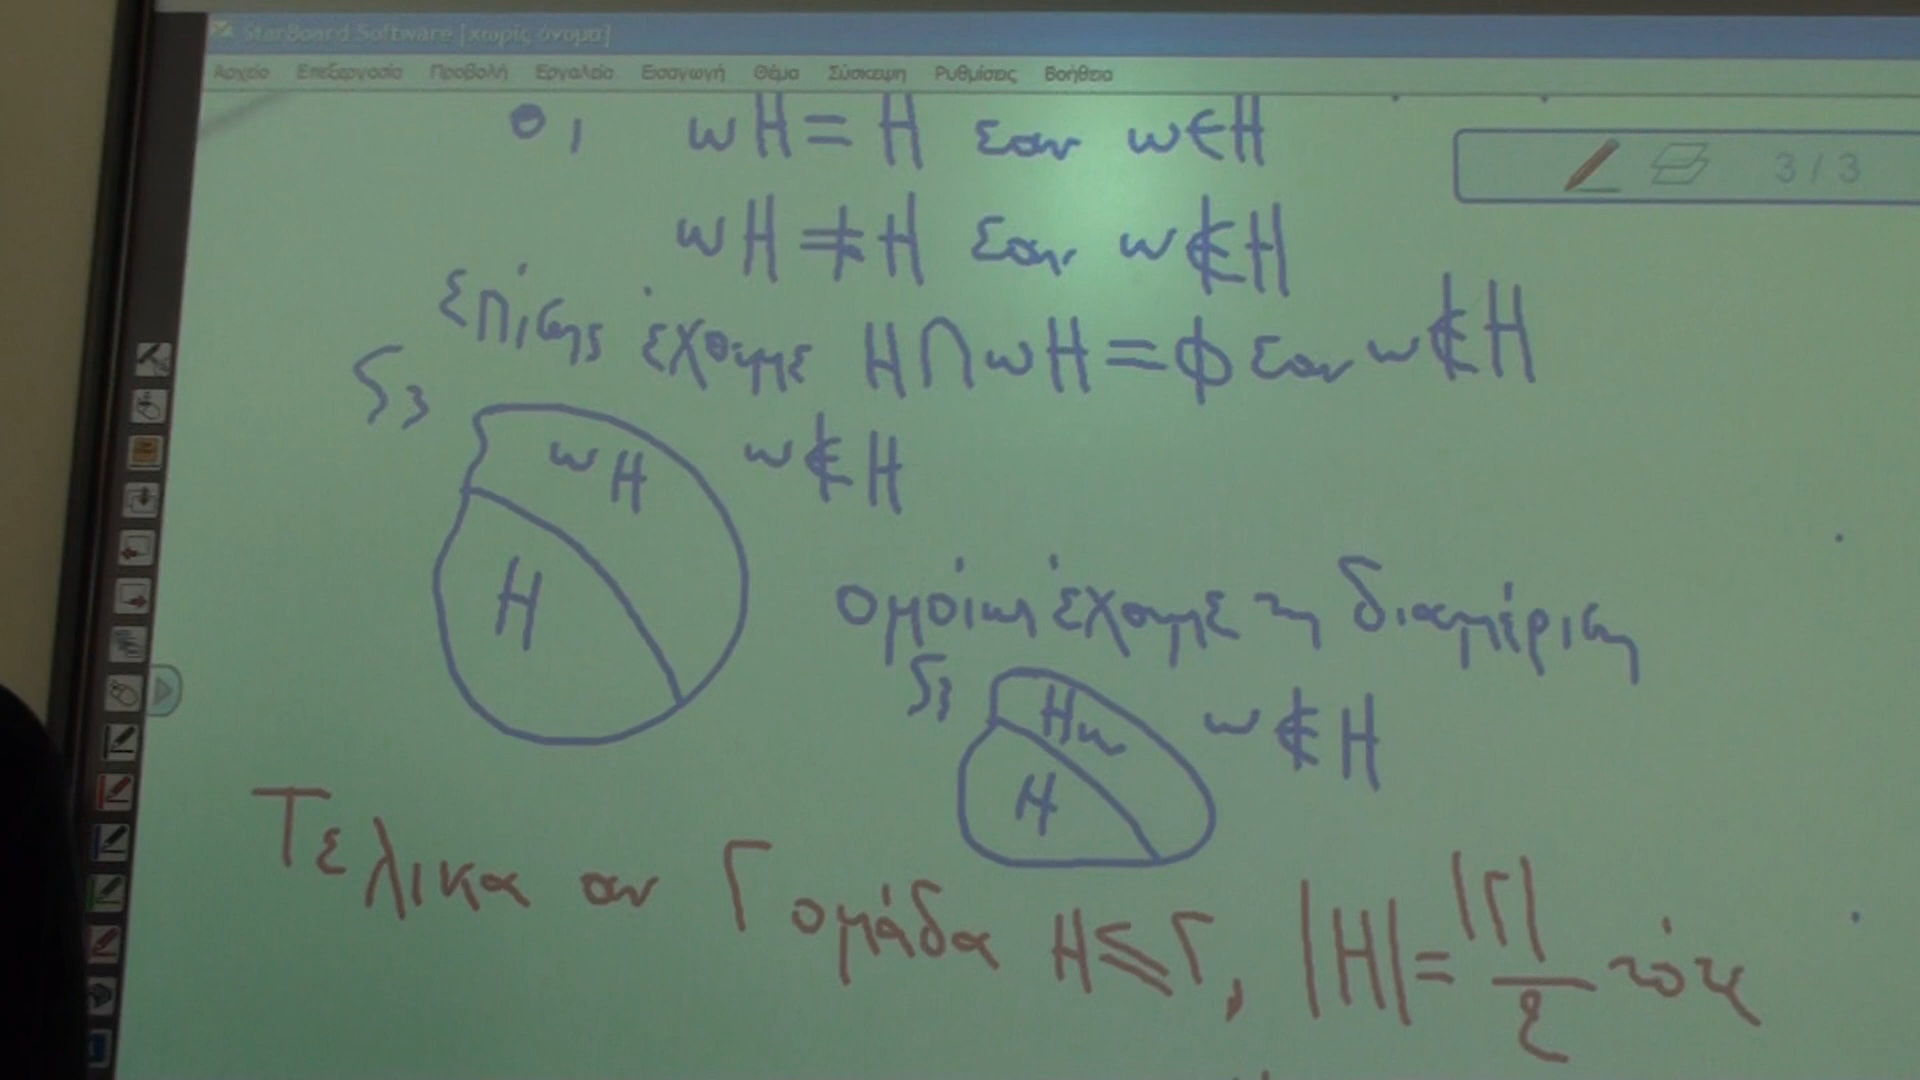 StarBoard Software [χωρίς όνομα]
Αρχείο Επεξεργασία Προβολή Εργαλεία Εισαγωγή Θέμα Σύσκεψη Ρυθμίσεις Βοήθεια
3 / 3
ωH = H εαν ω∈H
ωH ≠ H εαν ω∉H
Επίσης έχουμε H∩ωH = ϕ εαν ω∉H
S3
ωH ω∉H
H
ομοίως έχουμε τη διαμέριση
S3
Hω ω∉H
H
Τελικα αν Γ ομάδα H⩽Γ, |H| = |Γ|/2 τότε